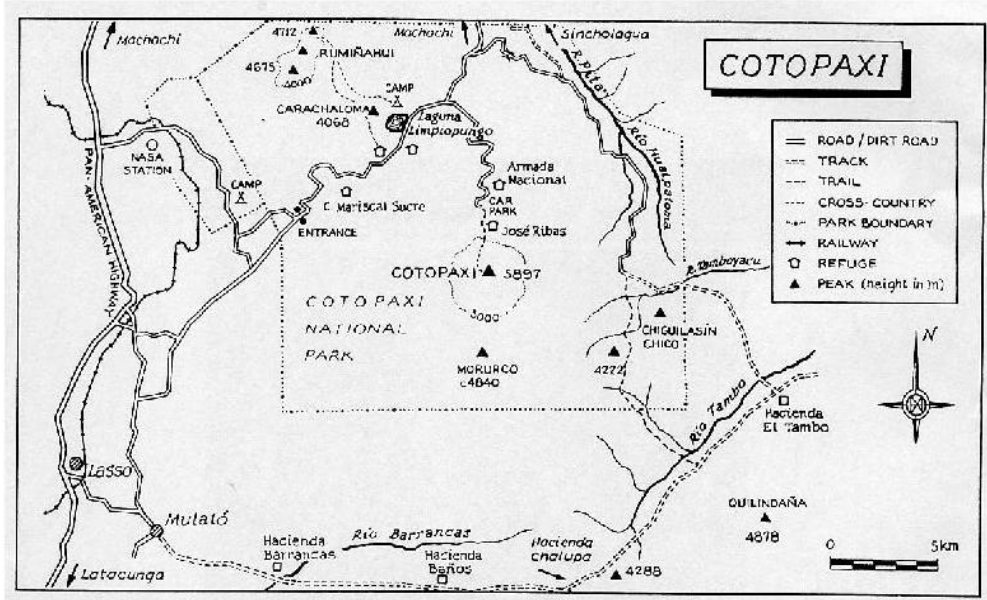 COTOPAXI
Machachi
4712
RUMIÑAHUI
4675
4000
Machachi
Sincholagua
R. Pita
CAMP
CARACHALOMA
4068
Laguna
Limpiopungo
Río Hualpaloma
NASA
STATION
CAMP
C. Mariscal Sucre
ENTRANCE
Armada
Nacional
CAR
PARK
José Ribas
PAN AMERICAN HIGHWAY
COTOPAXI
5897
5000
R. Tamboyacu
COTOPAXI
NATIONAL
PARK
MORURCO
c4840
4272
CHIGUILASÍN
CHICO
ROAD/DIRT ROAD
TRACK
TRAIL
CROSS-COUNTRY
PARK BOUNDARY
RAILWAY
REFUGE
PEAK (height in m)
N
Río Tambo
Hacienda
El Tambo
Lasso
Mulató
Latacunga
Hacienda
Barrancas
Río Barrancas
Hacienda
Baños
Hacienda
Chalupa
4288
QUILINDAÑA
4878
0 5km